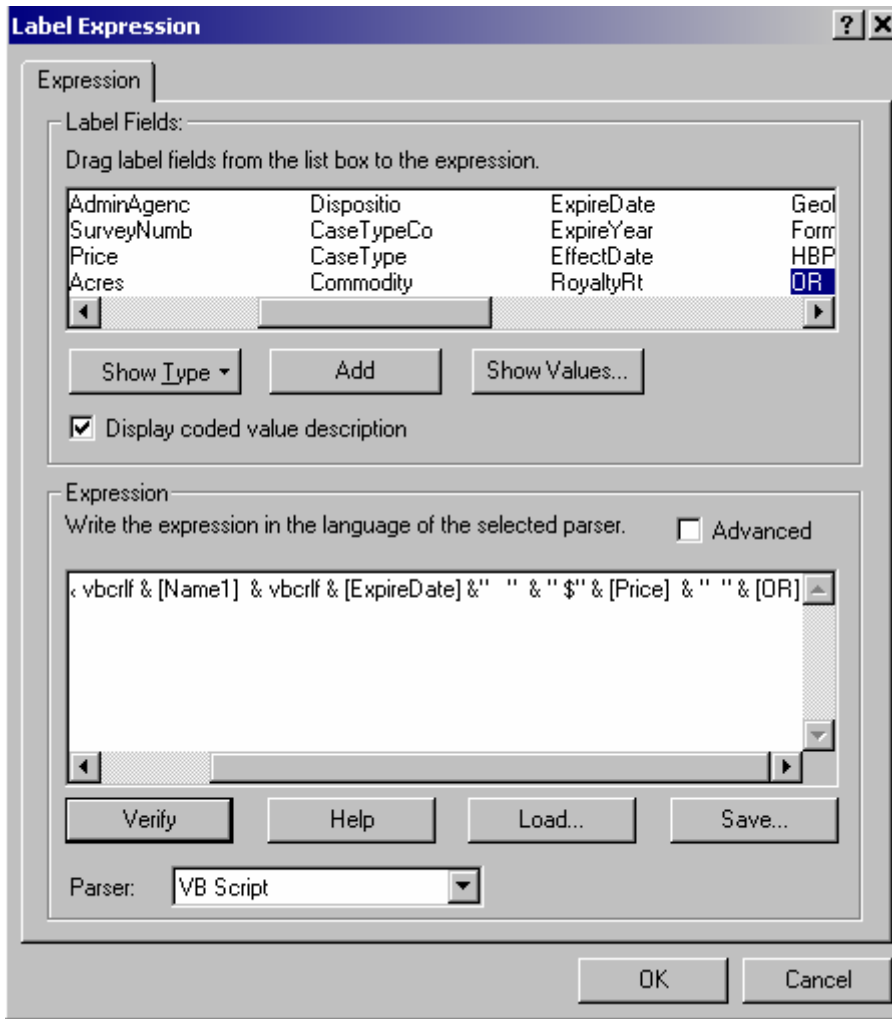 Label Expression ? X
Expression
Label Fields:
Drag label fields from the list box to the expression.
AdminAgenc Dispositio ExpireDate Geol
SurveyNumb CaseTypeCo ExpireYear Form
Price CaseType EffectDate HBP
Acres Commodity RoyaltyRt OR
Show Type Add Show Values...
Display coded value description
Expression
Write the expression in the language of the selected parser. Advanced
& vbcrlf & [Name1] & vbcrlf & [ExpireDate] &"   " & " $" & [Price] & "  " & [OR]
Verify Help Load... Save...
Parser: VB Script
OK Cancel